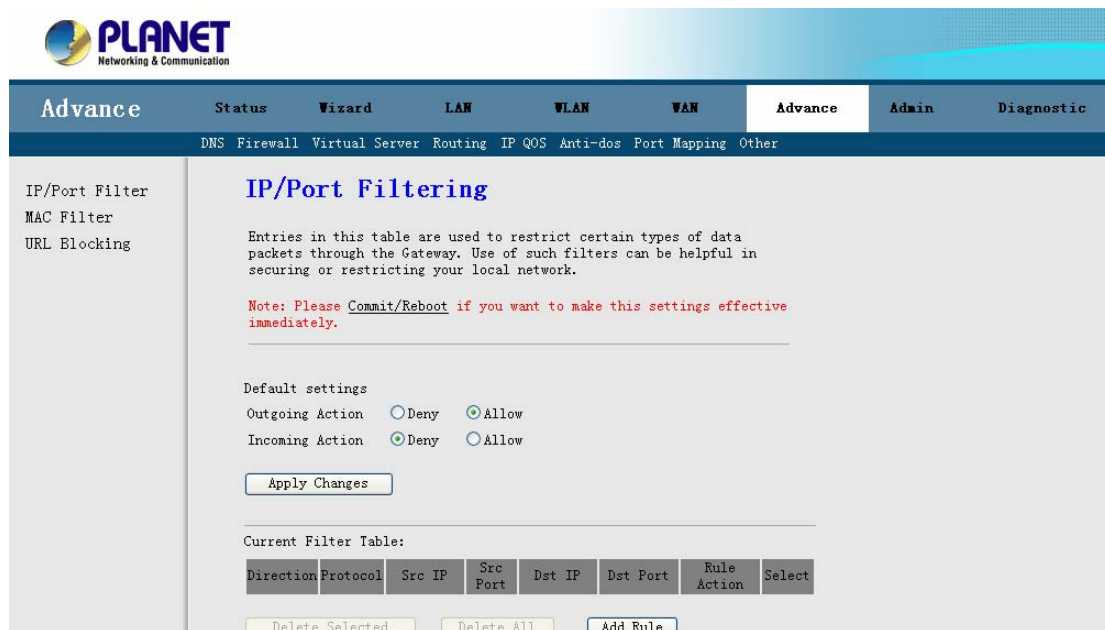 PLANET
Networking & Communication
Advance Status Wizard LAN WLAN WAN Advance Admin Diagnostic
DNS Firewall Virtual Server Routing IP QOS Anti-dos Port Mapping Other
IP/Port Filter
MAC Filter
URL Blocking
IP/Port Filtering
Entries in this table are used to restrict certain types of data
packets through the Gateway. Use of such filters can be helpful in
securing or restricting your local network.
Note: Please Commit/Reboot if you want to make this settings effective
immediately.
Default settings
Outgoing Action Deny Allow
Incoming Action Deny Allow
Apply Changes
Current Filter Table:
Direction Protocol Src IP Src Port Dst IP Dst Port Rule Action Select
Delete Selected Delete All Add Rule